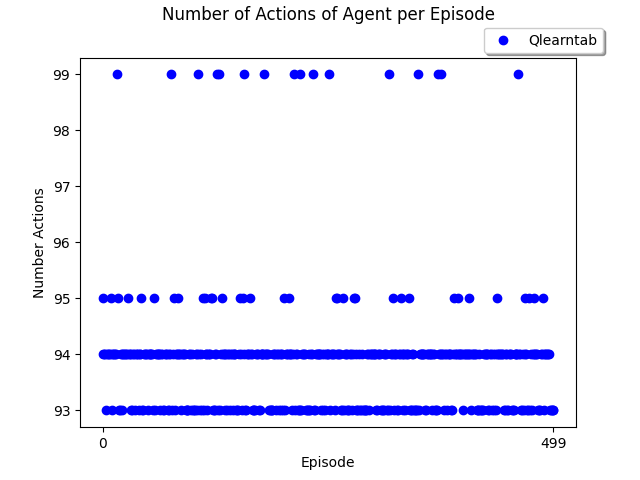 Number of Actions of Agent per Episode
Qlearntab
99
98
97
96
95
94
93
Number Actions
0
499
Episode